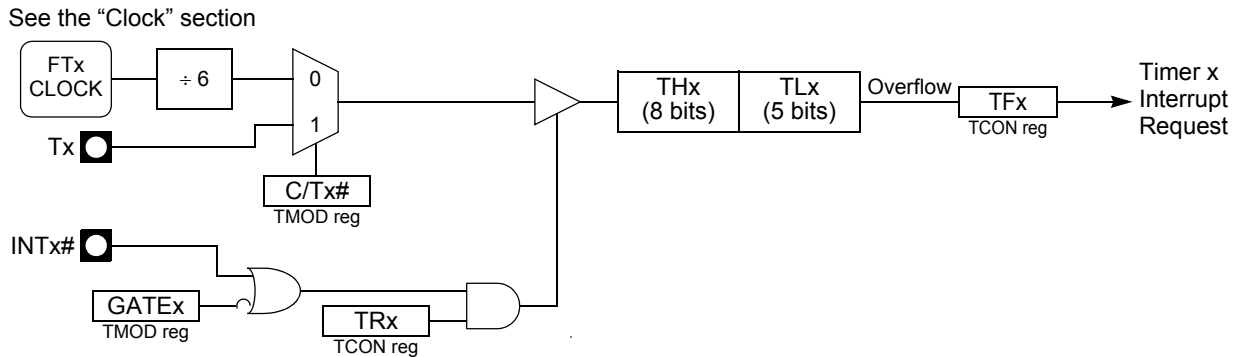 See the “Clock” section
FTx
CLOCK
÷ 6
0
1
Tx
C/Tx#
TMOD reg
THx
(8 bits)
TLx
(5 bits)
Overflow
TFx
TCON reg
Timer x
Interrupt
Request
INTx#
GATEx
TMOD reg
TRx
TCON reg